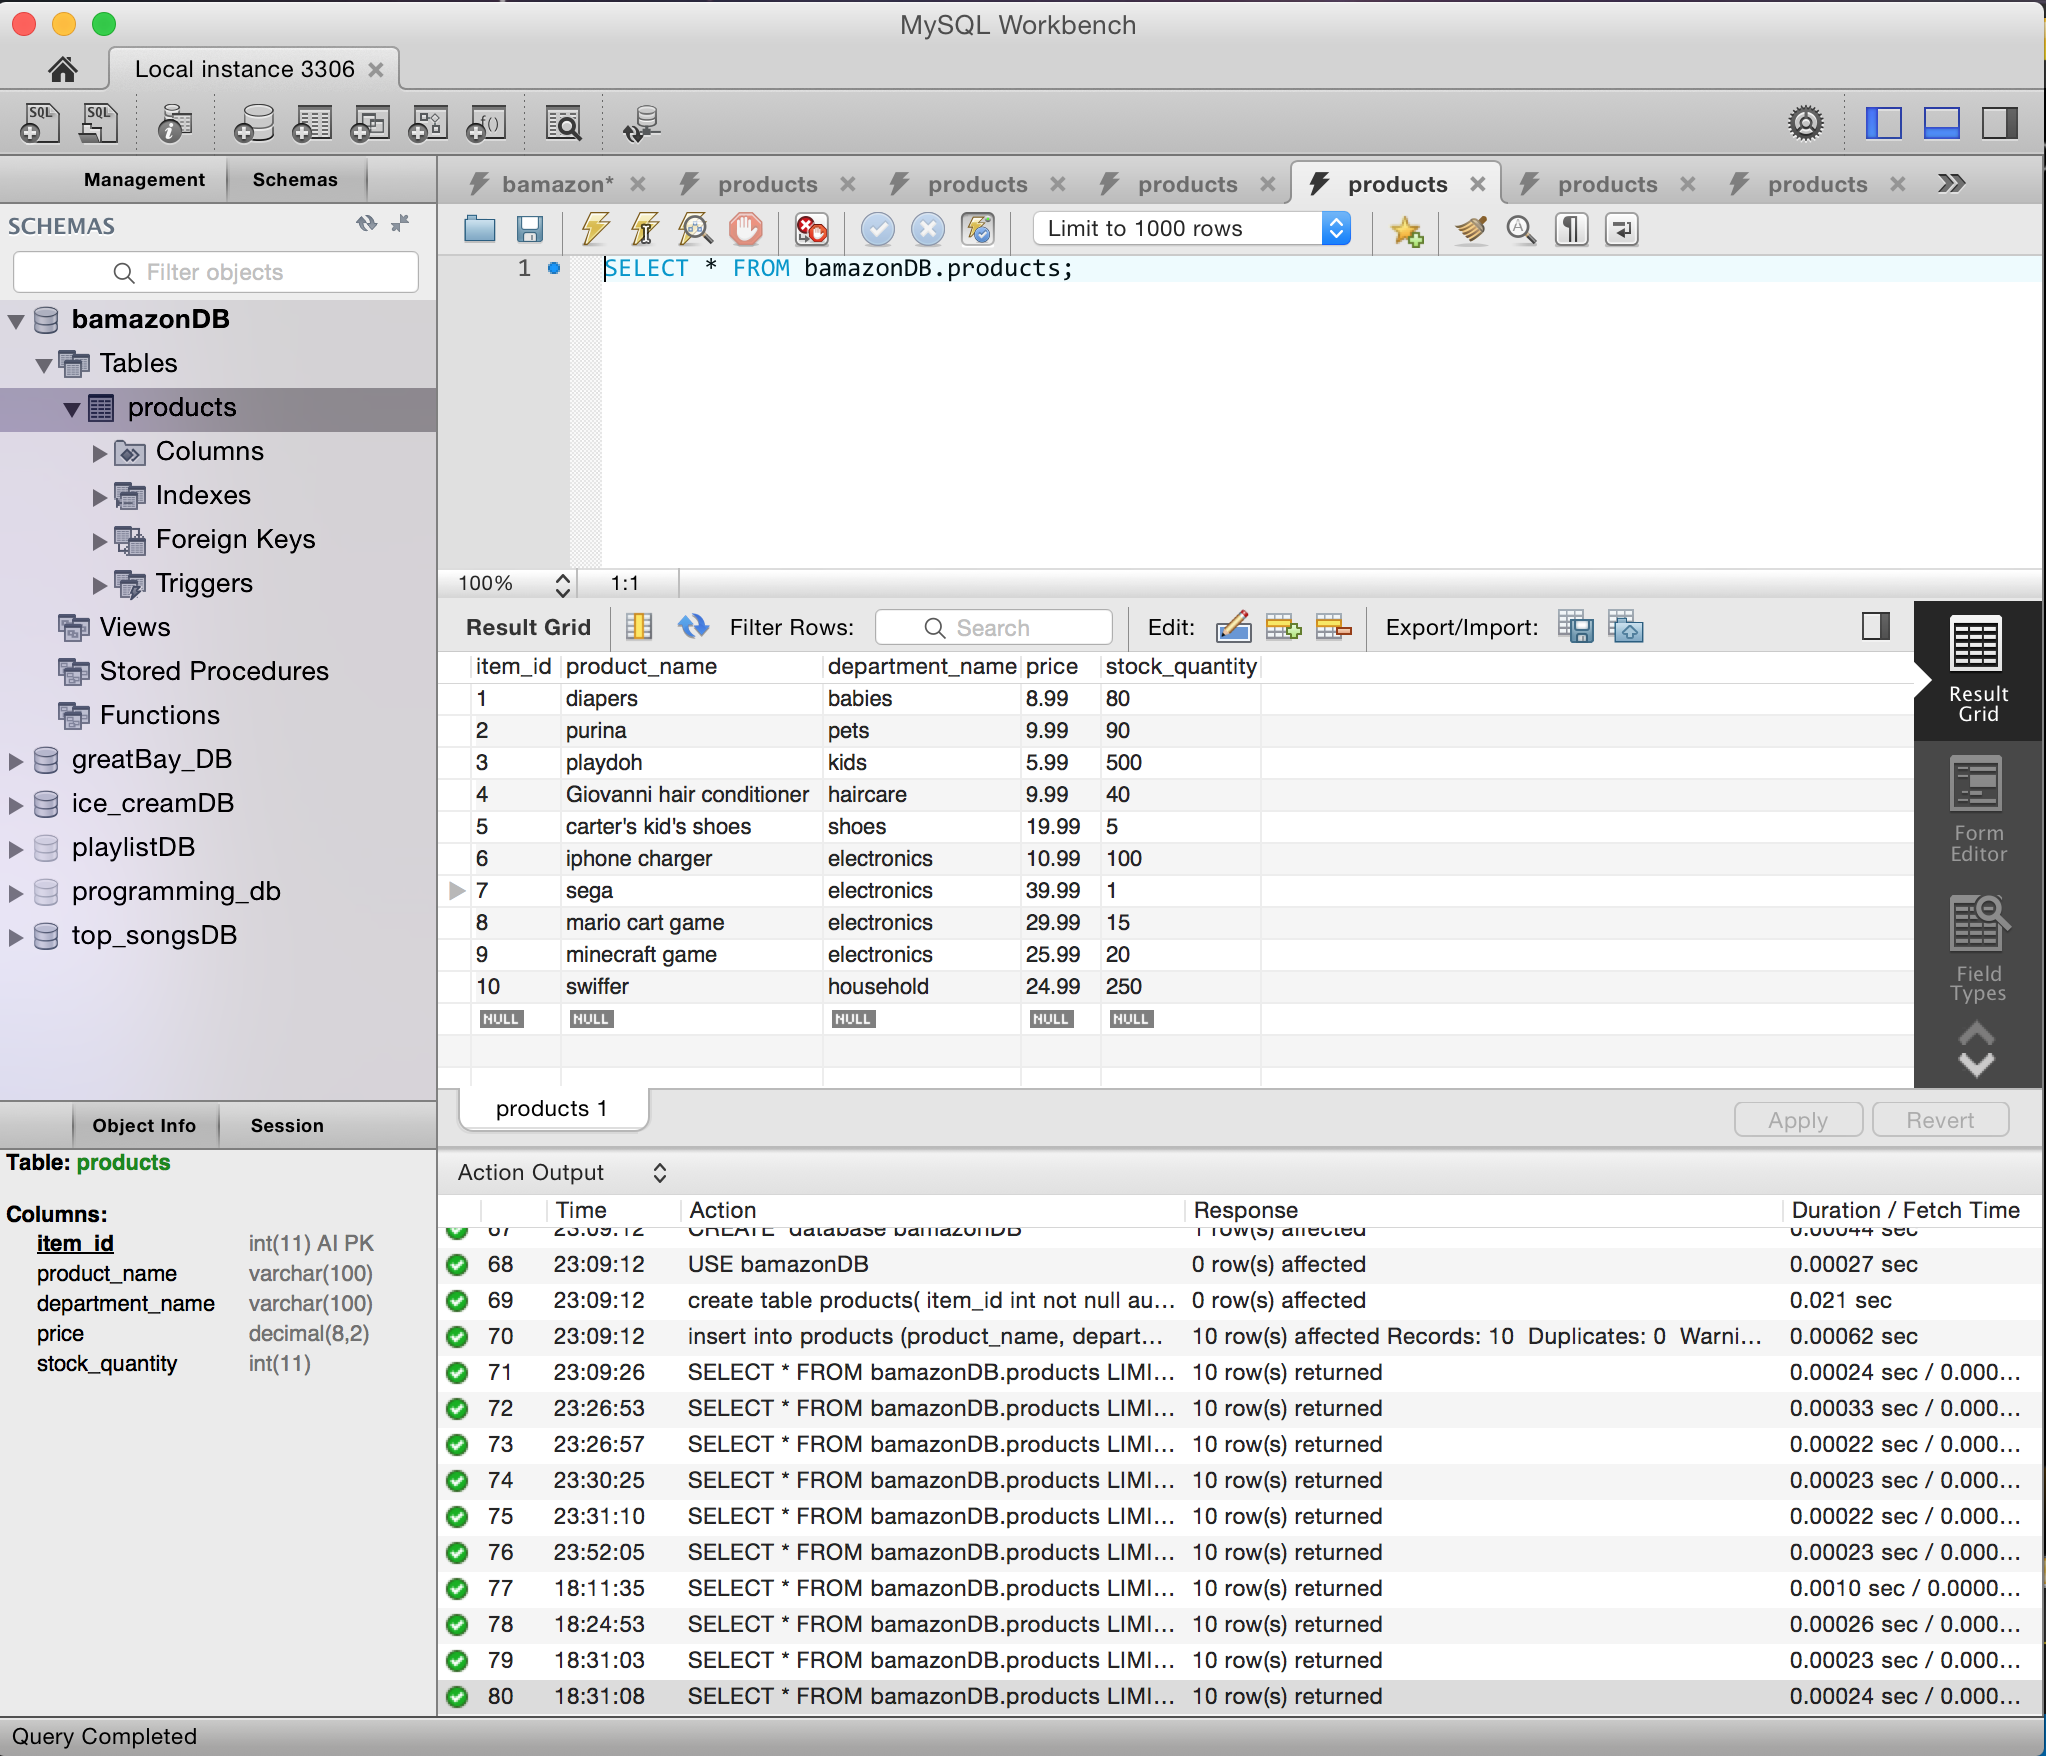 MySQL Workbench
Local instance 3306
SQL SQL
Management Schemas
bamazon* products products products products products products
SCHEMAS
Filter objects
Limit to 1000 rows
1 SELECT * FROM bamazonDB.products;
bamazonDB
Tables
products
Columns
Indexes
Foreign Keys
Triggers
Views
Stored Procedures
Functions
greatBay_DB
ice_creamDB
playlistDB
programming_db
top_songsDB
100% 1:1
Result Grid Filter Rows: Search Edit: Export/Import:
item_id product_name department_name price stock_quantity
1 diapers babies 8.99 80
2 purina pets 9.99 90
3 playdoh kids 5.99 500
4 Giovanni hair conditioner haircare 9.99 40
5 carter's kid's shoes shoes 19.99 5
6 iphone charger electronics 10.99 100
7 sega electronics 39.99 1
8 mario cart game electronics 29.99 15
9 minecraft game electronics 25.99 20
10 swiffer household 24.99 250
NULL NULL NULL NULL NULL
Result
Grid
Form
Editor
Field
Types
products 1
Apply Revert
Object Info Session
Table: products
Columns:
item_id int(11) AI PK
product_name varchar(100)
department_name varchar(100)
price decimal(8,2)
stock_quantity int(11)
Action Output
Time Action Response Duration / Fetch Time
67 23:09:12 CREATE database bamazonDB 1 row(s) affected 0.00044 sec
68 23:09:12 USE bamazonDB 0 row(s) affected 0.00027 sec
69 23:09:12 create table products( item_id int not null au... 0 row(s) affected 0.021 sec
70 23:09:12 insert into products (product_name, depart... 10 row(s) affected Records: 10 Duplicates: 0 Warni... 0.00062 sec
71 23:09:26 SELECT * FROM bamazonDB.products LIMI... 10 row(s) returned 0.00024 sec / 0.000...
72 23:26:53 SELECT * FROM bamazonDB.products LIMI... 10 row(s) returned 0.00033 sec / 0.000...
73 23:26:57 SELECT * FROM bamazonDB.products LIMI... 10 row(s) returned 0.00022 sec / 0.000...
74 23:30:25 SELECT * FROM bamazonDB.products LIMI... 10 row(s) returned 0.00023 sec / 0.000...
75 23:31:10 SELECT * FROM bamazonDB.products LIMI... 10 row(s) returned 0.00022 sec / 0.000...
76 23:52:05 SELECT * FROM bamazonDB.products LIMI... 10 row(s) returned 0.00023 sec / 0.000...
77 18:11:35 SELECT * FROM bamazonDB.products LIMI... 10 row(s) returned 0.0010 sec / 0.0000...
78 18:24:53 SELECT * FROM bamazonDB.products LIMI... 10 row(s) returned 0.00026 sec / 0.000...
79 18:31:03 SELECT * FROM bamazonDB.products LIMI... 10 row(s) returned 0.00023 sec / 0.000...
80 18:31:08 SELECT * FROM bamazonDB.products LIMI... 10 row(s) returned 0.00024 sec / 0.000...
Query Completed